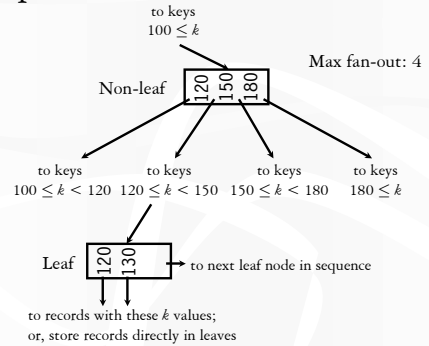 to keys
100 ≤ k
Max fan-out: 4
Non-leaf
120
150
180
to keys
100 ≤ k < 120
to keys
120 ≤ k < 150
to keys
150 ≤ k < 180
to keys
180 ≤ k
Leaf
120
130
to next leaf node in sequence
to records with these k values;
or, store records directly in leaves